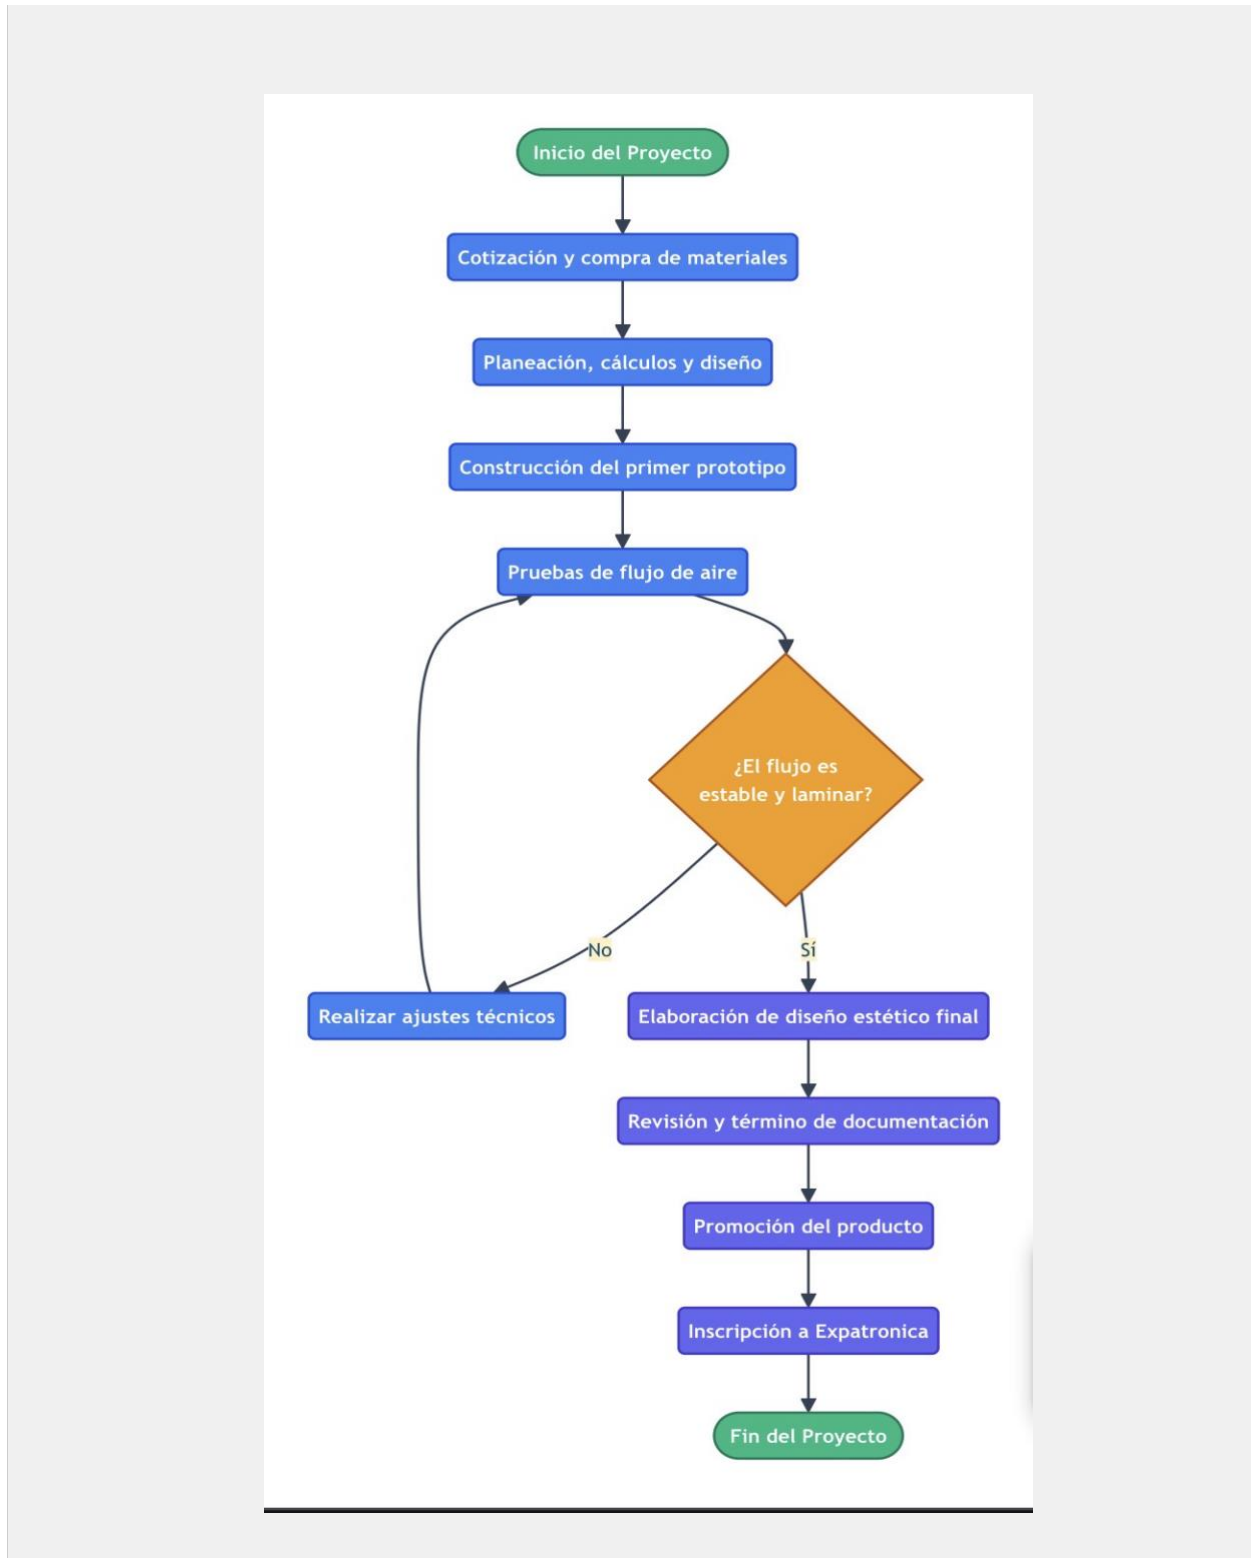 Inicio del Proyecto
Cotización y compra de materiales
Planeación, cálculos y diseño
Construcción del primer prototipo
Pruebas de flujo de aire
¿El flujo es
estable y laminar?
No
Sí
Realizar ajustes técnicos
Elaboración de diseño estético final
Revisión y término de documentación
Promoción del producto
Inscripción a Expatronica
Fin del Proyecto